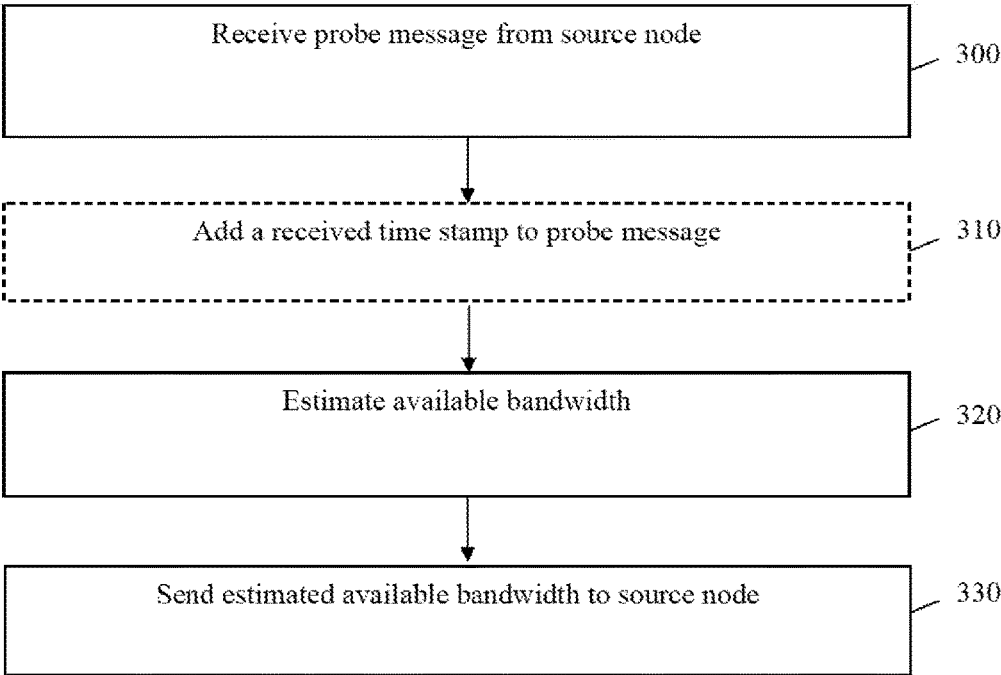 Receive probe message from source node
300
Add a received time stamp to probe message
310
Estimate available bandwidth
320
Send estimated available bandwidth to source node
330